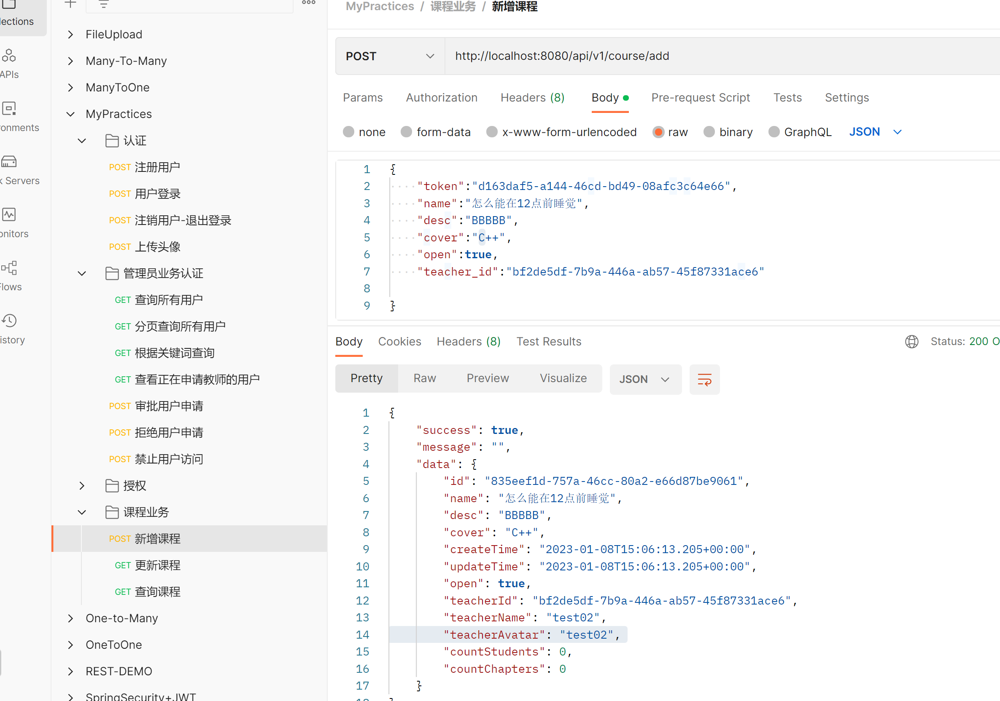 lections
APIs
ronments
k Servers
onitors
Flows
istory
FileUpload
Many-To-Many
ManyToOne
MyPractices
认证
POST 注册用户
POST 用户登录
POST 注销用户-退出登录
POST 上传头像
管理员业务认证
GET 查询所有用户
GET 分页查询所有用户
GET 根据关键词查询
GET 查看正在申请教师的用户
POST 审批用户申请
POST 拒绝用户申请
POST 禁止用户访问
授权
课程业务
POST 新增课程
GET 更新课程
GET 查询课程
One-to-Many
OneToOne
REST-DEMO
SpringSecurity+JWT
MyPractices / 课程业务 / 新增课程
POST http://localhost:8080/api/v1/course/add
Params Authorization Headers (8) Body Pre-request Script Tests Settings
none form-data x-www-form-urlencoded raw binary GraphQL JSON
1 {
2 "token":"d163daf5-a144-46cd-bd49-08afc3c64e66",
3 "name":"怎么能在12点前睡觉",
4 "desc":"BBBBB",
5 "cover":"C++",
6 "open":true,
7 "teacher_id":"bf2de5df-7b9a-446a-ab57-45f87331ace6"
8
9 }
Body Cookies Headers (8) Test Results Status: 200 O
Pretty Raw Preview Visualize JSON
1 {
2 "success": true,
3 "message": "",
4 "data": {
5 "id": "835eef1d-757a-46cc-80a2-e66d87be9061",
6 "name": "怎么能在12点前睡觉",
7 "desc": "BBBBB",
8 "cover": "C++",
9 "createTime": "2023-01-08T15:06:13.205+00:00",
10 "updateTime": "2023-01-08T15:06:13.205+00:00",
11 "open": true,
12 "teacherId": "bf2de5df-7b9a-446a-ab57-45f87331ace6",
13 "teacherName": "test02",
14 "teacherAvatar": "test02",
15 "countStudents": 0,
16 "countChapters": 0
17 }